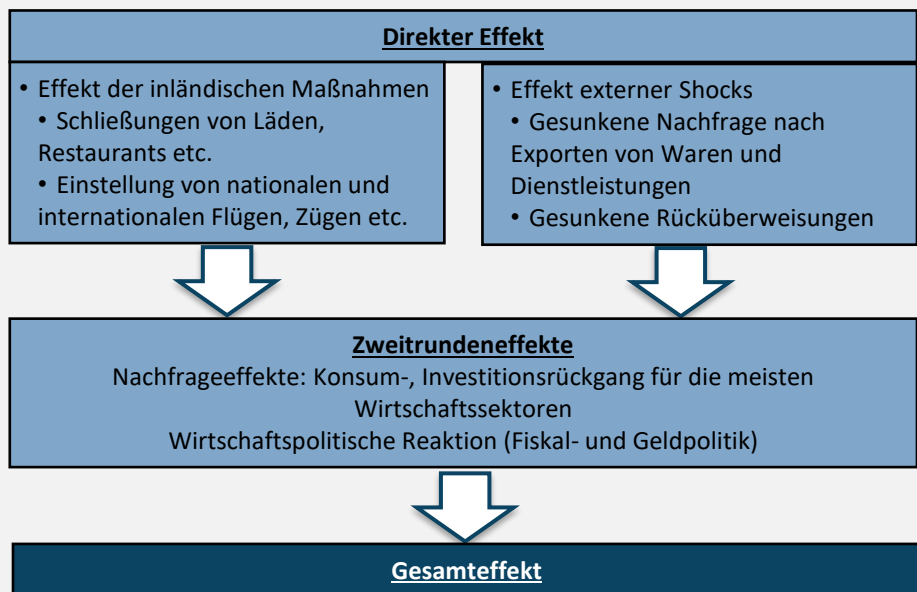 Direkter Effekt
• Effekt der inländischen Maßnahmen
• Schließungen von Läden,
Restaurants etc.
• Einstellung von nationalen und
internationalen Flügen, Zügen etc.
• Effekt externer Shocks
• Gesunkene Nachfrage nach
Exporten von Waren und
Dienstleistungen
• Gesunkene Rücküberweisungen
Zweitrundeneffekte
Nachfrageeffekte: Konsum-, Investitionsrückgang für die meisten
Wirtschaftssektoren
Wirtschaftspolitische Reaktion (Fiskal- und Geldpolitik)
Gesamteffekt